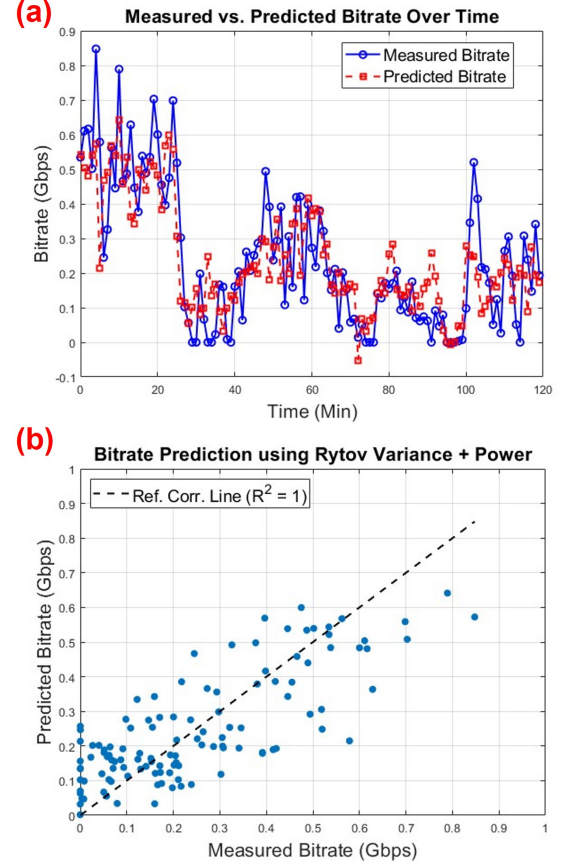 (a)
Measured vs. Predicted Bitrate Over Time
0.9
0.8
0.7
0.6
0.5
0.4
0.3
0.2
0.1
0
-0.1
Bitrate (Gbps)
Measured Bitrate
Predicted Bitrate
0 20 40 60 80 100 120
Time (Min)
(b)
Bitrate Prediction using Rytov Variance + Power
1
0.9
0.8
0.7
0.6
0.5
0.4
0.3
0.2
0.1
0
Predicted Bitrate (Gbps)
Ref. Corr. Line (R² = 1)
0 0.1 0.2 0.3 0.4 0.5 0.6 0.7 0.8 0.9 1
Measured Bitrate (Gbps)